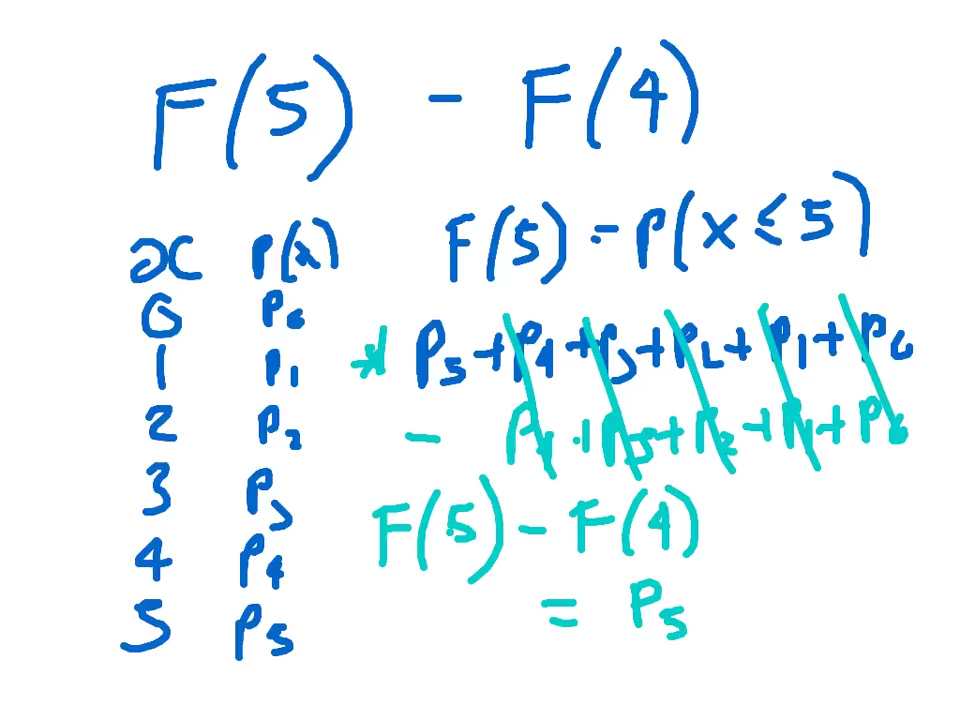 F(5) - F(4)
x P(x) F(5) = P(x ≤ 5)
0 P0
1 P1 * P5 + P4 + P3 + P2 + P1 + P0
2 P2 - P4 + P3 + P2 + P1 + P0
3 P3 F(5) - F(4)
4 P4
5 P5 = P5